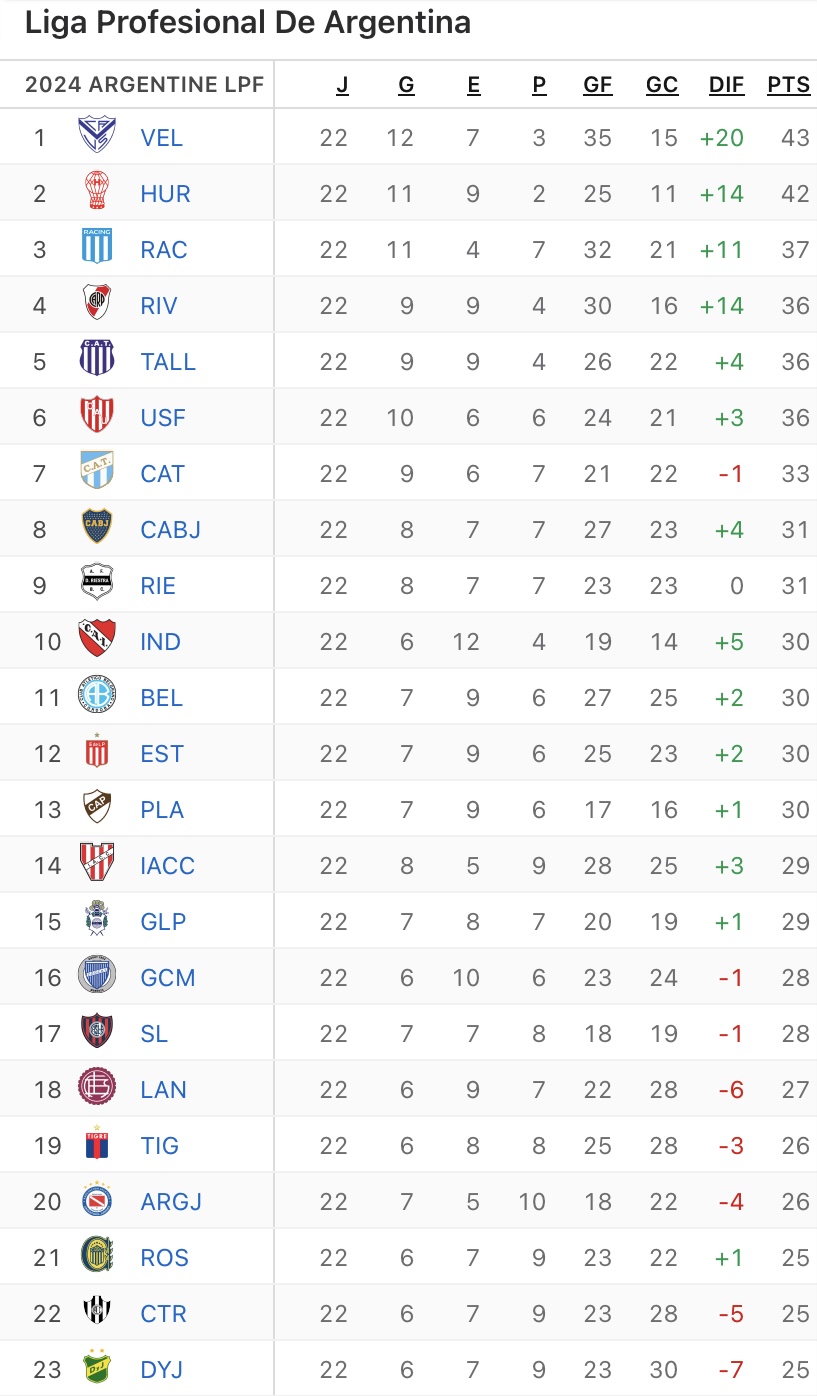 Liga Profesional De Argentina
2024 ARGENTINE LPF J G E P GF GC DIF PTS
1 VEL 22 12 7 3 35 15 +20 43
2 HUR 22 11 9 2 25 11 +14 42
3 RACING RAC 22 11 4 7 32 21 +11 37
4 CARP RIV 22 9 9 4 30 16 +14 36
5 C.A.T. TALL 22 9 9 4 26 22 +4 36
6 USF 22 10 6 6 24 21 +3 36
7 C.A.T. CAT 22 9 6 7 21 22 -1 33
8 CABJ CABJ 22 8 7 7 27 23 +4 31
9 D. RIESTRA RIE 22 8 7 7 23 23 0 31
10 C.A.I. IND 22 6 12 4 19 14 +5 30
11 BEL 22 7 9 6 27 25 +2 30
12 EST 22 7 9 6 25 23 +2 30
13 CAP PLA 22 7 9 6 17 16 +1 30
14 IACC 22 8 5 9 28 25 +3 29
15 GLP 22 7 8 7 20 19 +1 29
16 GCM 22 6 10 6 23 24 -1 28
17 SL 22 7 7 8 18 19 -1 28
18 LAN 22 6 9 7 22 28 -6 27
19 TIGRE TIG 22 6 8 8 25 28 -3 26
20 ARGJ 22 7 5 10 18 22 -4 26
21 ROS 22 6 7 9 23 22 +1 25
22 CTR 22 6 7 9 23 28 -5 25
23 DyJ DYJ 22 6 7 9 23 30 -7 25